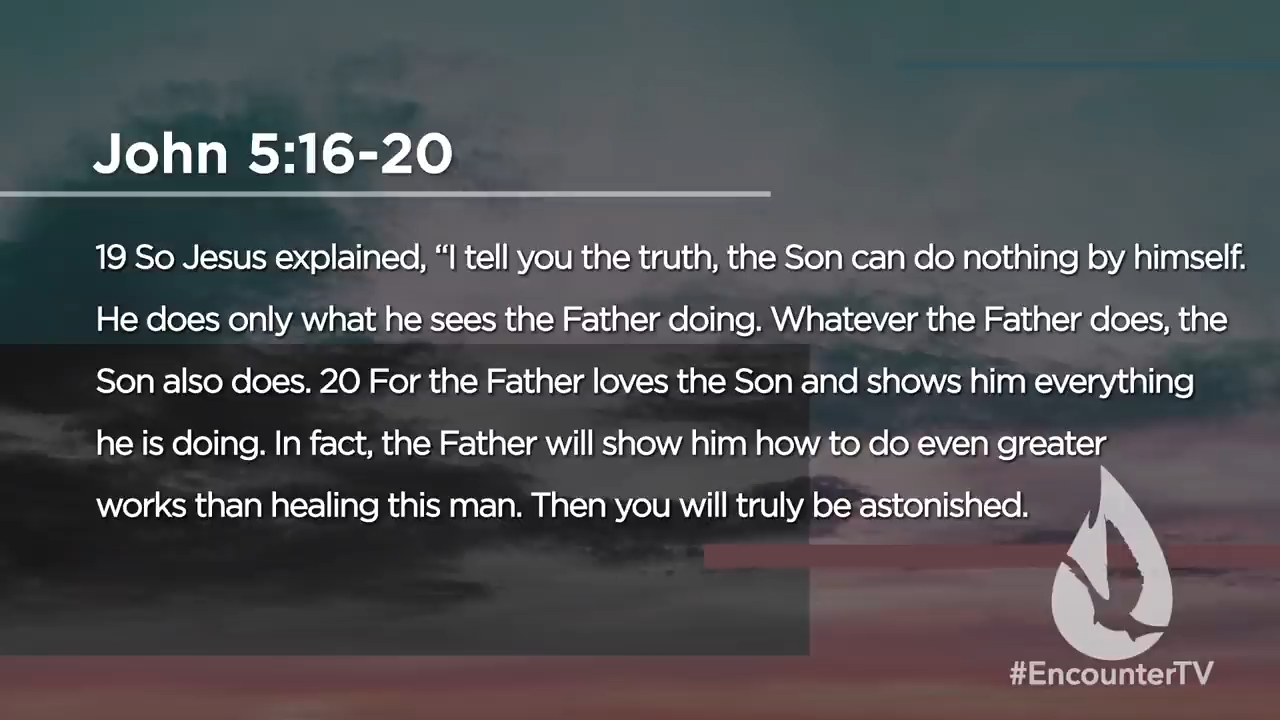 John 5:16-20
19 So Jesus explained, “I tell you the truth, the Son can do nothing by himself.
He does only what he sees the Father doing. Whatever the Father does, the
Son also does. 20 For the Father loves the Son and shows him everything
he is doing. In fact, the Father will show him how to do even greater
works than healing this man. Then you will truly be astonished.
#EncounterTV